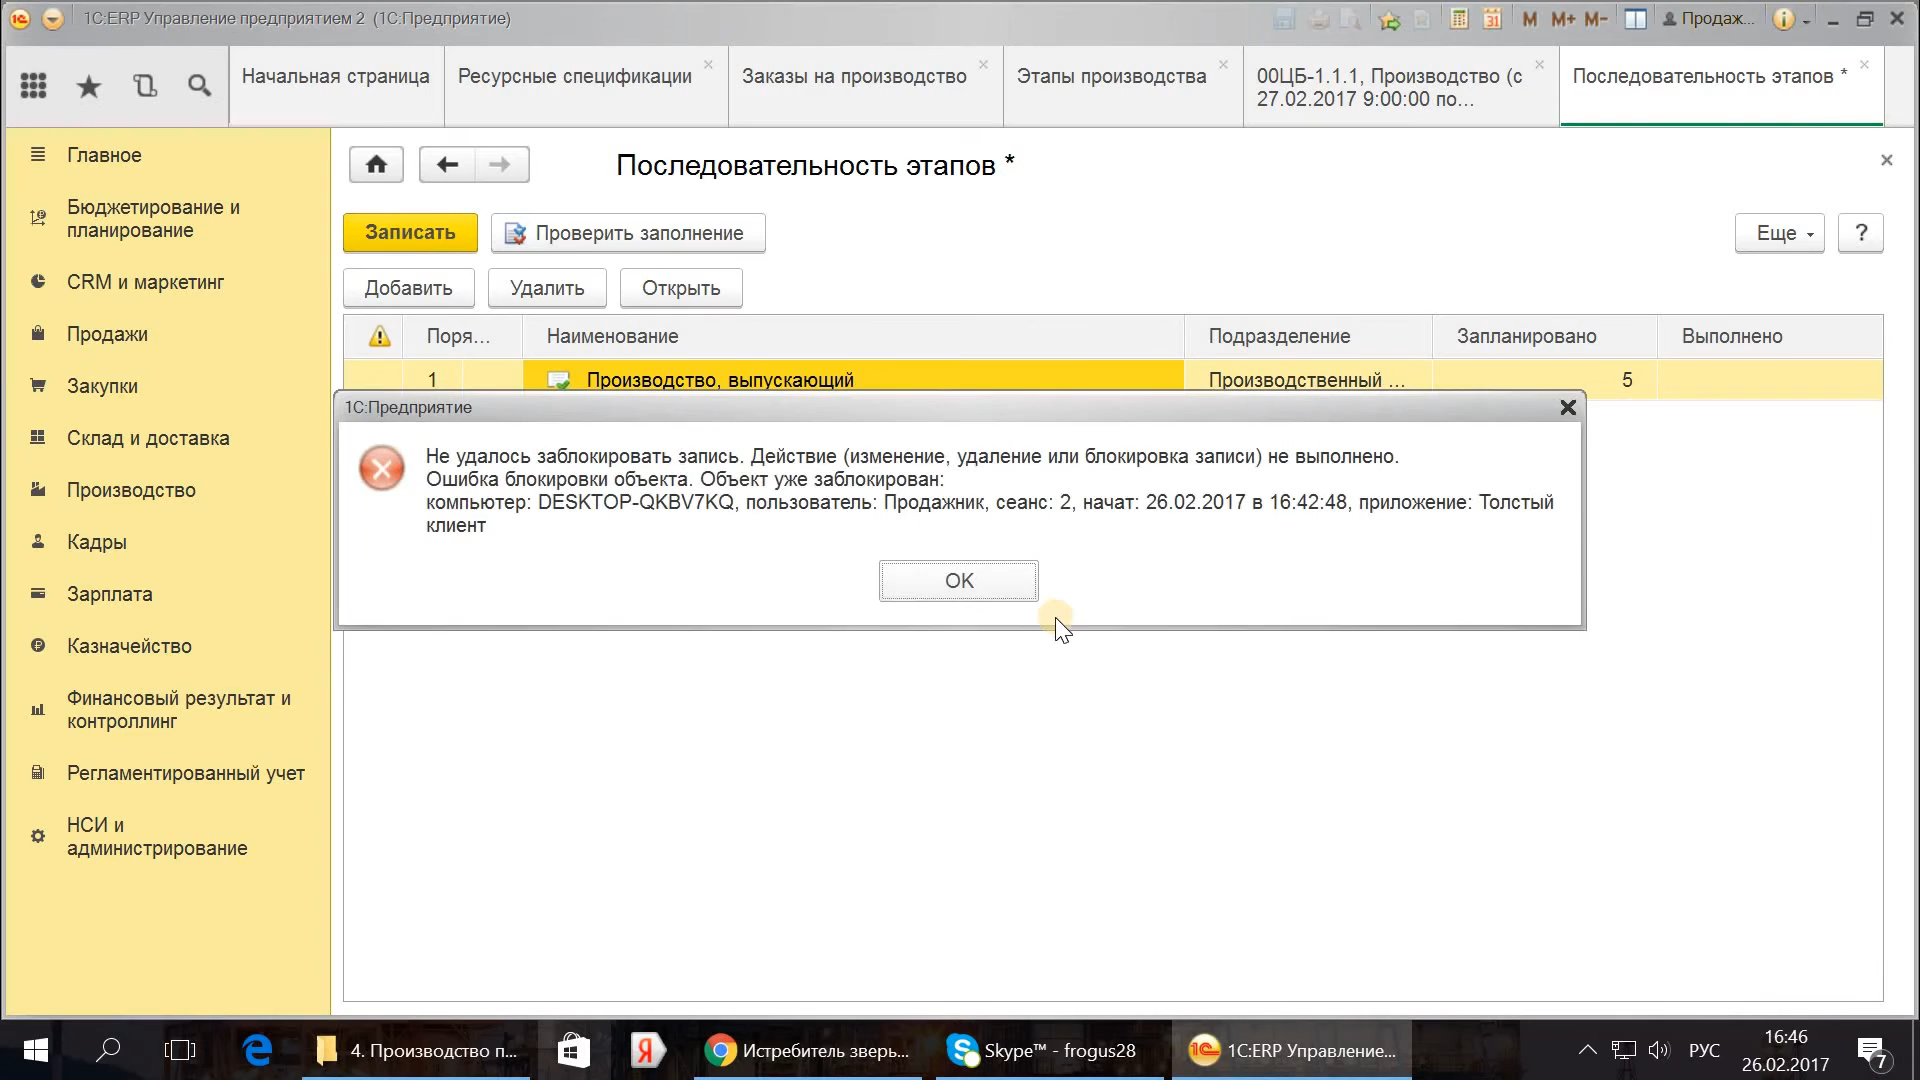 1С:ERP Управление предприятием 2 (1С:Предприятие)
31
M M+ M-
Продаж...
Начальная страница
Ресурсные спецификации
Заказы на производство
Этапы производства
00ЦБ-1.1.1, Производство (с
27.02.2017 9:00:00 по...
Последовательность этапов *
Главное
Бюджетирование и
планирование
CRM и маркетинг
Продажи
Закупки
Склад и доставка
Производство
Кадры
Зарплата
Казначейство
Финансовый результат и
контроллинг
Регламентированный учет
НСИ и
администрирование
Последовательность этапов *
Записать
Проверить заполнение
Еще
?
Добавить
Удалить
Открыть
Поря...
Наименование
Подразделение
Запланировано
Выполнено
1
Производство, выпускающий
Производственный ...
5
1С:Предприятие
Не удалось заблокировать запись. Действие (изменение, удаление или блокировка записи) не выполнено.
Ошибка блокировки объекта. Объект уже заблокирован:
компьютер: DESKTOP-QKBV7KQ, пользователь: Продажник, сеанс: 2, начат: 26.02.2017 в 16:42:48, приложение: Толстый
клиент
OK
4. Производство п...
Я
Истребитель зверь...
Skype™ - frogus28
1С:ERP Управление...
РУС
16:46
26.02.2017
7